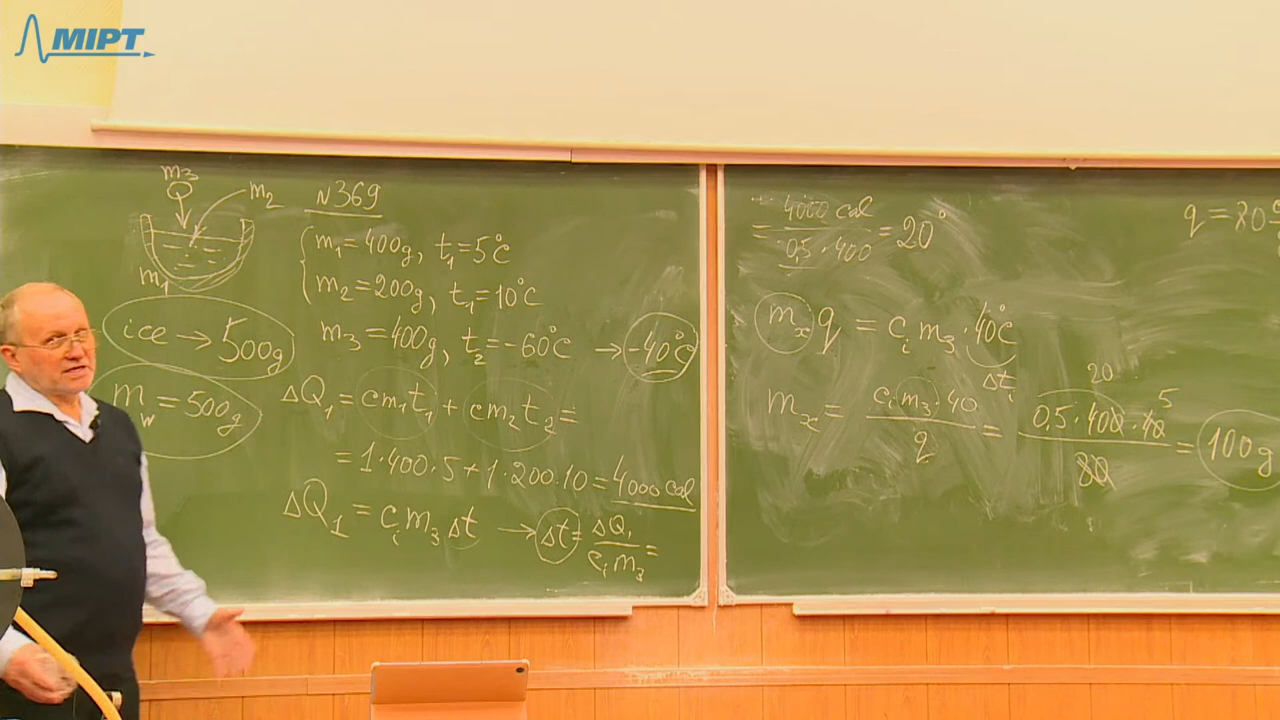 MIPT
m₃
Q
m₂
m₁
N369
m₁=400g, t₁=5°C
m₂=200g, t₁=10°C
m₃=400g, t₂=-60°C → -40°C
ice → 500g
m_w = 500g
ΔQ₁ = cm₁t₁ + cm₂t₂ =
= 1·400·5 + 1·200·10 = 4000 cal
ΔQ₁ = cᵢm₃Δt → Δt = ΔQ₁/cᵢm₃ =
= 4000 cal/0,5·400 = 20°
q = 80
mₓq = cᵢm₃·40°C
Δtᵢ
mₓ = cᵢm₃·40/q = 0,5·400·40/80 = 100g
20
5